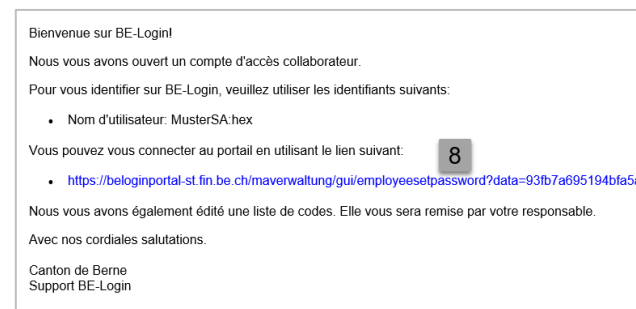 Bienvenue sur BE-Login!
Nous vous avons ouvert un compte d'accès collaborateur.
Pour vous identifier sur BE-Login, veuillez utiliser les identifiants suivants:
• Nom d'utilisateur: MusterSA:hex
Vous pouvez vous connecter au portail en utilisant le lien suivant:
8
• https://beloginportal-st.fin.be.ch/maverwaltung/gui/employeesetpassword?data=93fb7a695194bfa5a
Nous vous avons également édité une liste de codes. Elle vous sera remise par votre responsable.
Avec nos cordiales salutations.
Canton de Berne
Support BE-Login